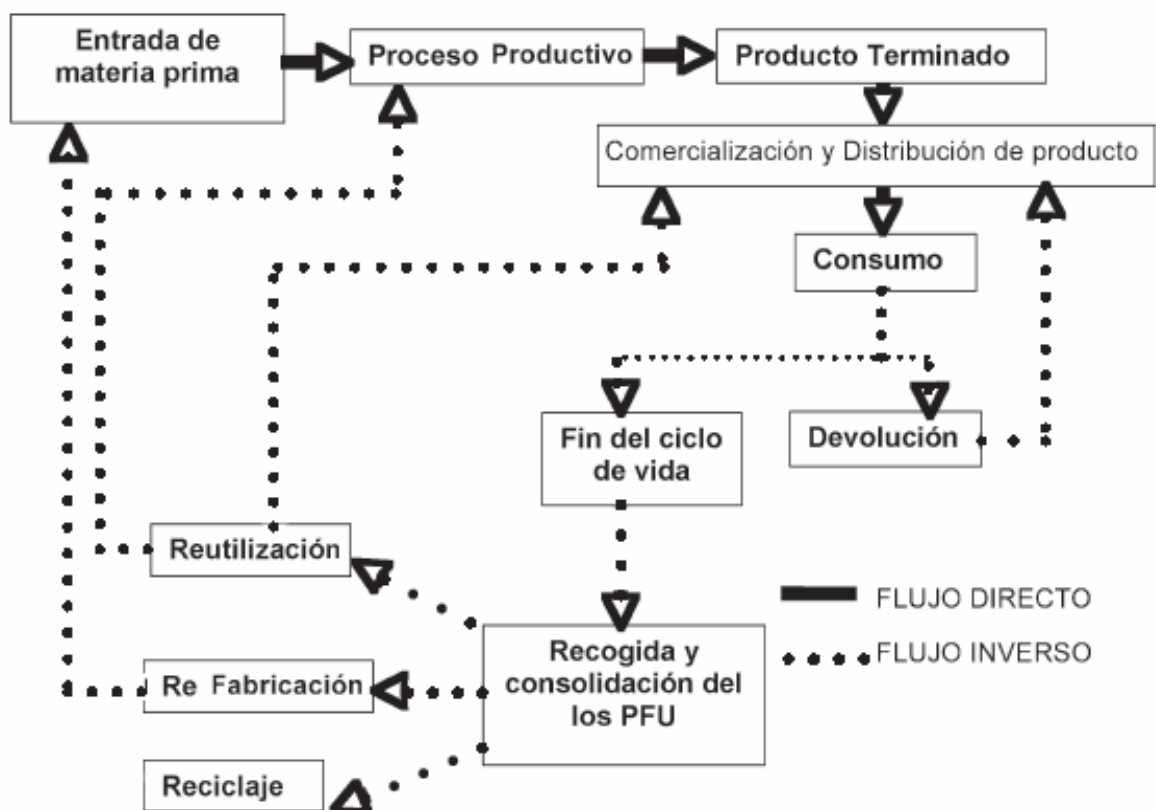 Entrada de
materia prima
Proceso Productivo
Producto Terminado
Comercialización y Distribución de producto
Consumo
Fin del ciclo
de vida
Devolución
Reutilización
FLUJO DIRECTO
Recogida y
consolidación del
los PFU
FLUJO INVERSO
Re Fabricación
Reciclaje